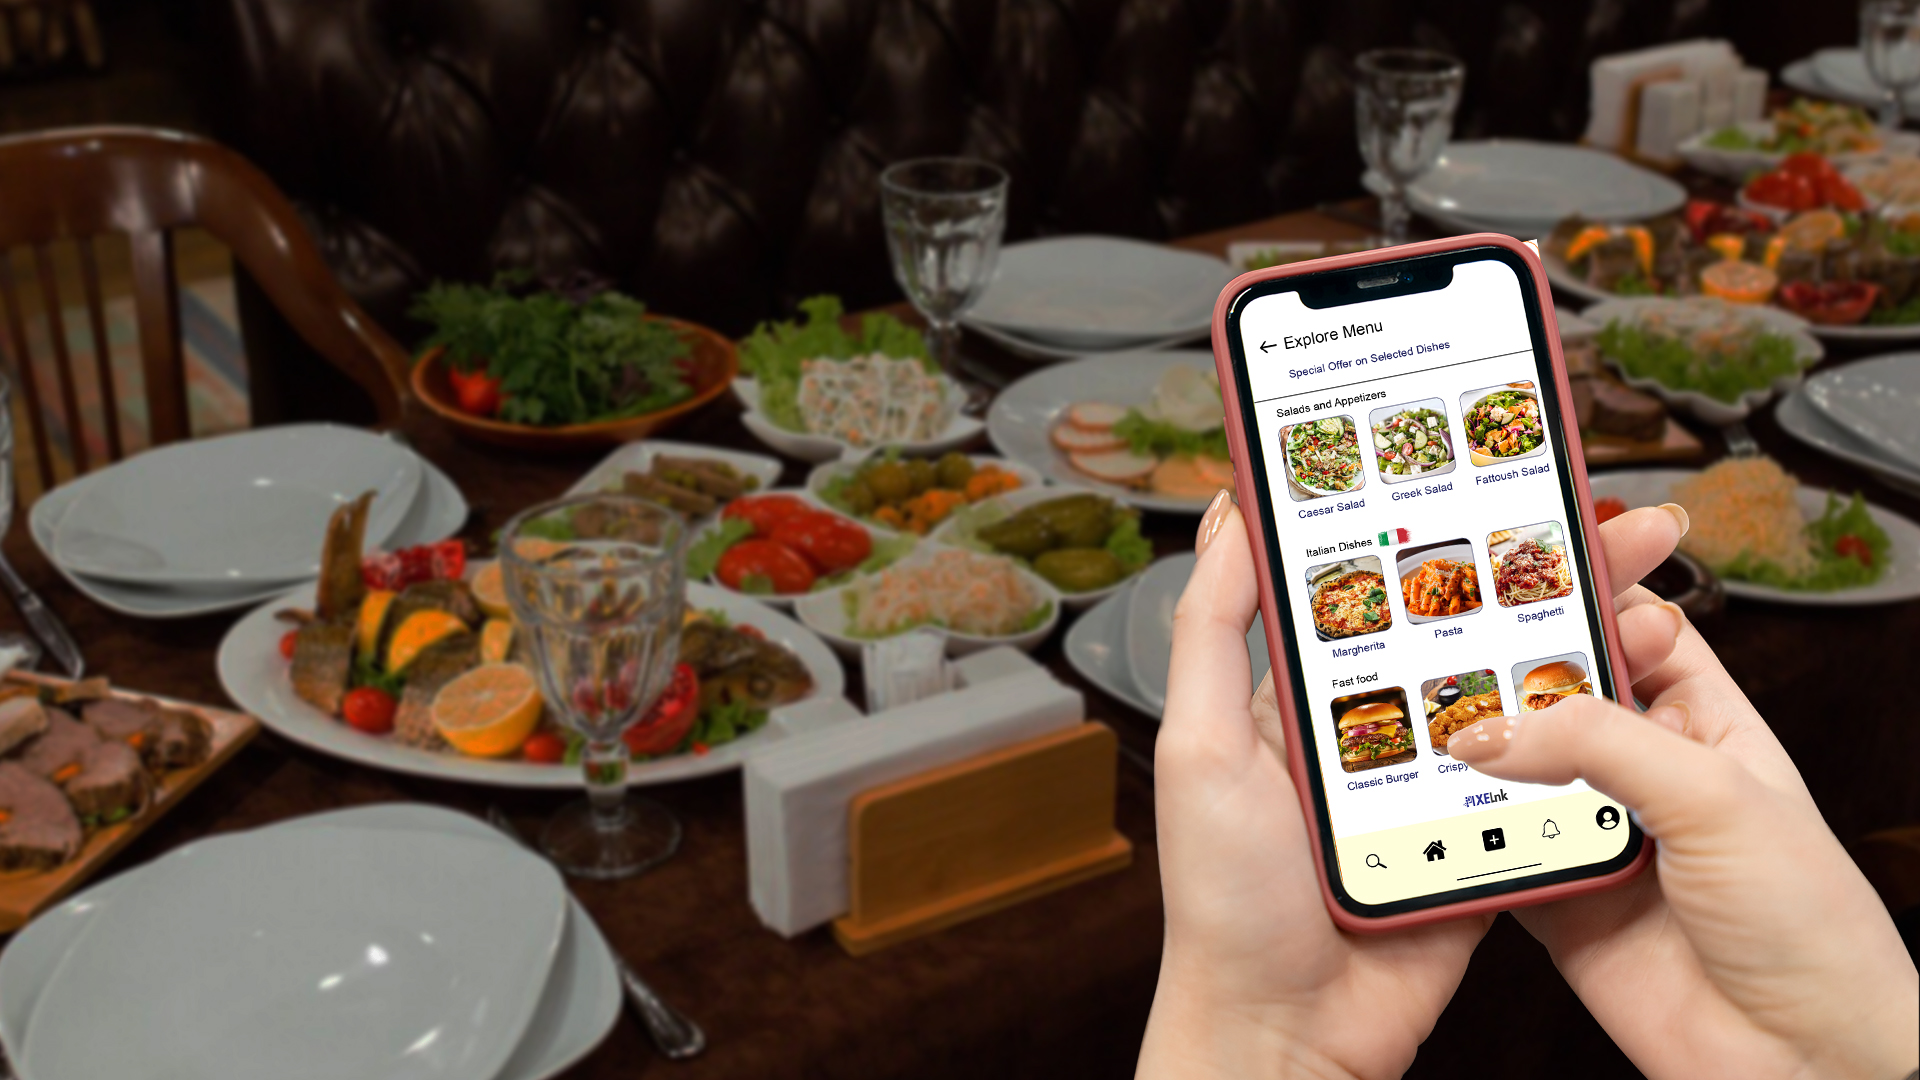 ← Explore Menu
Special Offer on Selected Dishes
Salads and Appetizers
Caesar Salad
Greek Salad
Fattoush Salad
Italian Dishes
Margherita
Pasta
Spaghetti
Fast food
Classic Burger
Crispy
PIXELnk